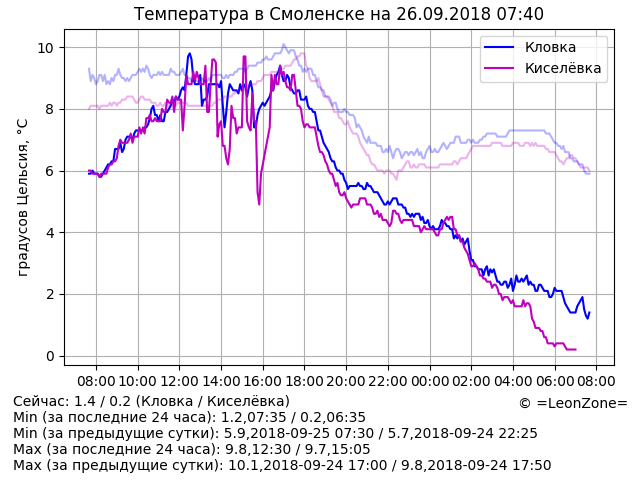 Температура в Смоленске на 26.09.2018 07:40
Кловка
Киселёвка
градусов Цельсия, °C
10
8
6
4
2
0
08:00 10:00 12:00 14:00 16:00 18:00 20:00 22:00 00:00 02:00 04:00 06:00 08:00
Сейчас: 1.4 / 0.2 (Кловка / Киселёвка)
© =LeonZone=
Min (за последние 24 часа): 1.2,07:35 / 0.2,06:35
Min (за предыдущие сутки): 5.9,2018-09-25 07:30 / 5.7,2018-09-24 22:25
Max (за последние 24 часа): 9.8,12:30 / 9.7,15:05
Max (за предыдущие сутки): 10.1,2018-09-24 17:00 / 9.8,2018-09-24 17:50